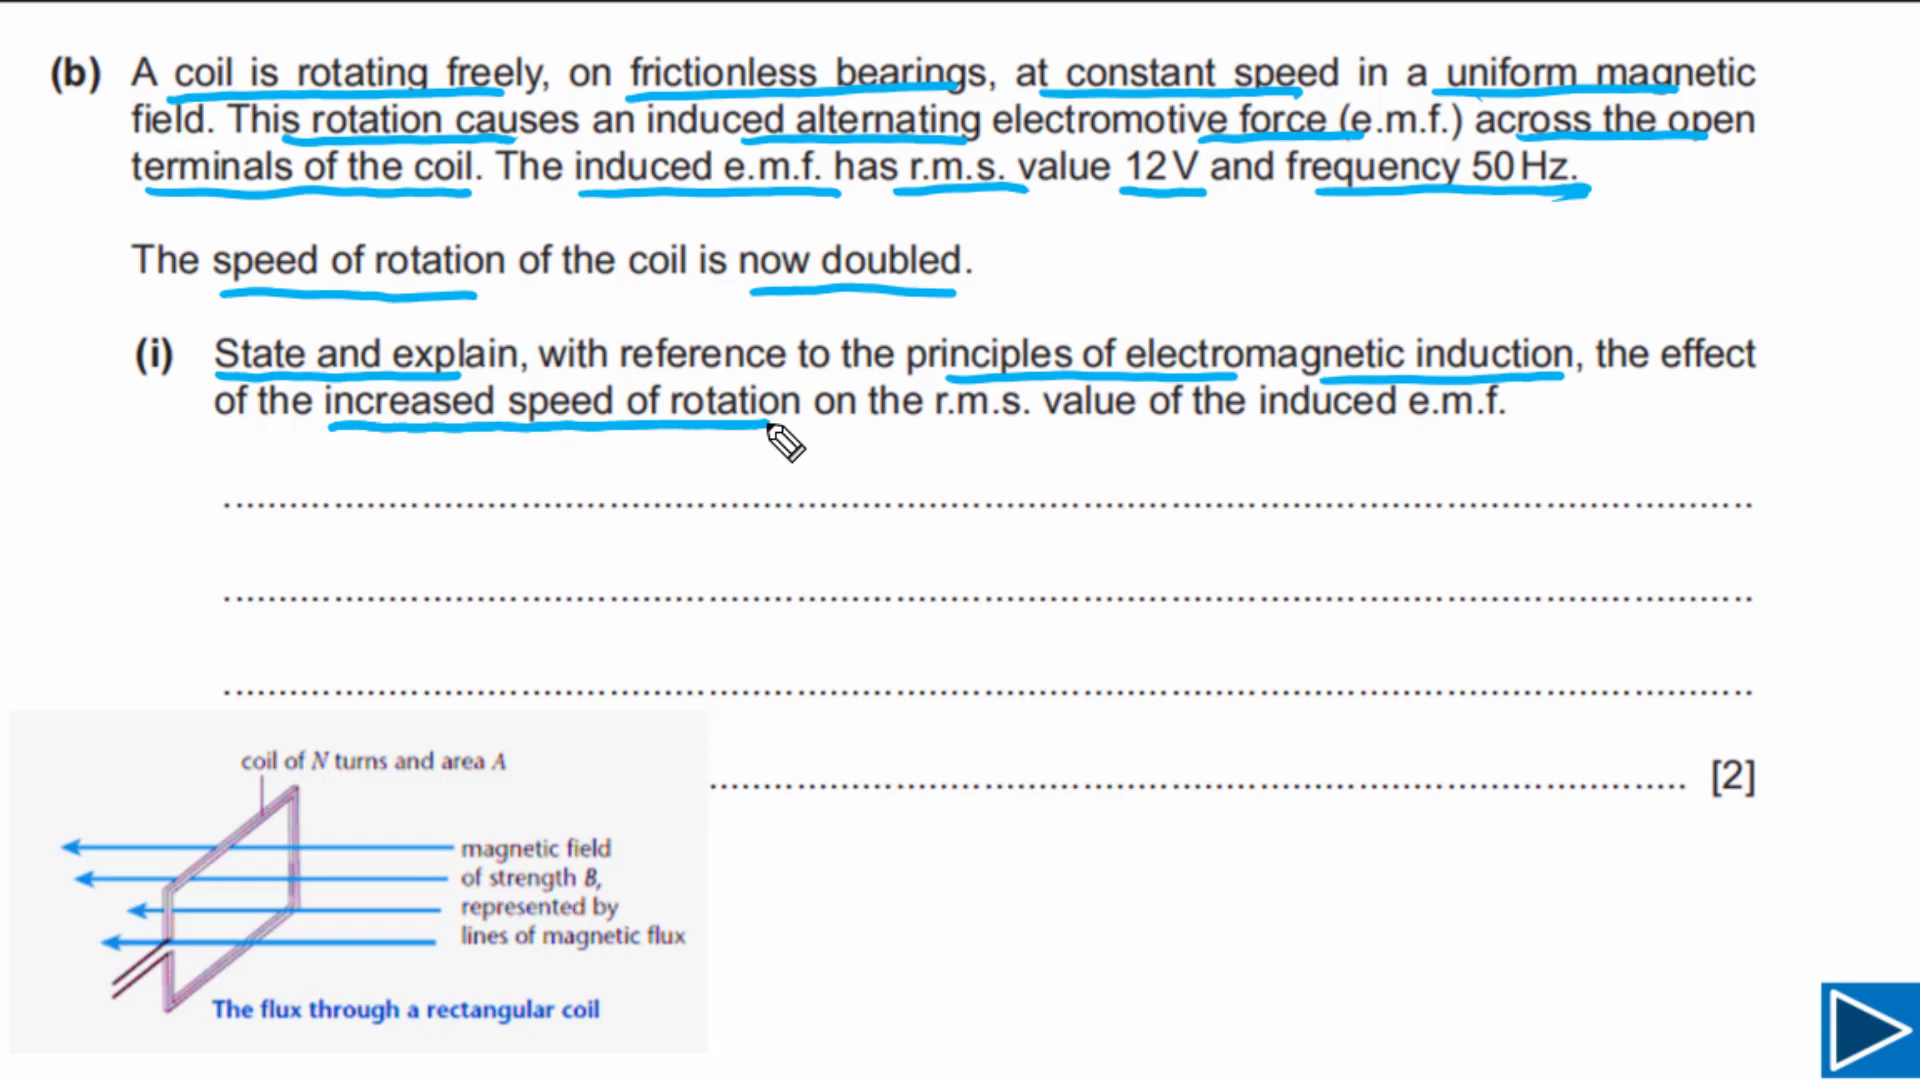 (b) A coil is rotating freely, on frictionless bearings, at constant speed in a uniform magnetic
field. This rotation causes an induced alternating electromotive force (e.m.f.) across the open
terminals of the coil. The induced e.m.f. has r.m.s. value 12 V and frequency 50 Hz.
The speed of rotation of the coil is now doubled.
(i) State and explain, with reference to the principles of electromagnetic induction, the effect
of the increased speed of rotation on the r.m.s. value of the induced e.m.f.
[2]
coil of N turns and area A
magnetic field
of strength B,
represented by
lines of magnetic flux
The flux through a rectangular coil